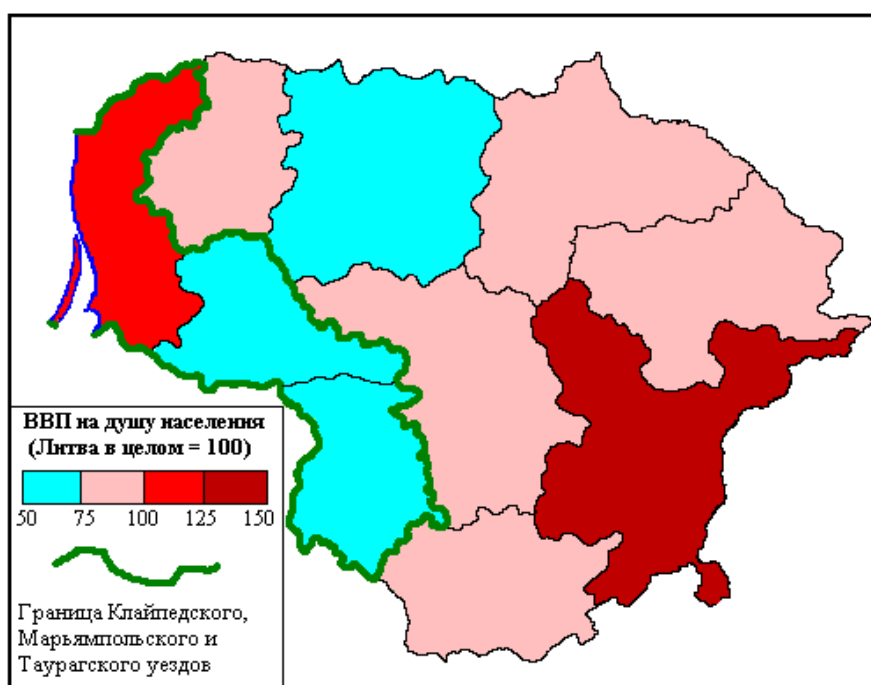 ВВП на душу населения
(Литва в целом = 100)
50 75 100 125 150
Граница Клайпедского,
Марьямпольского и
Таурагского уездов